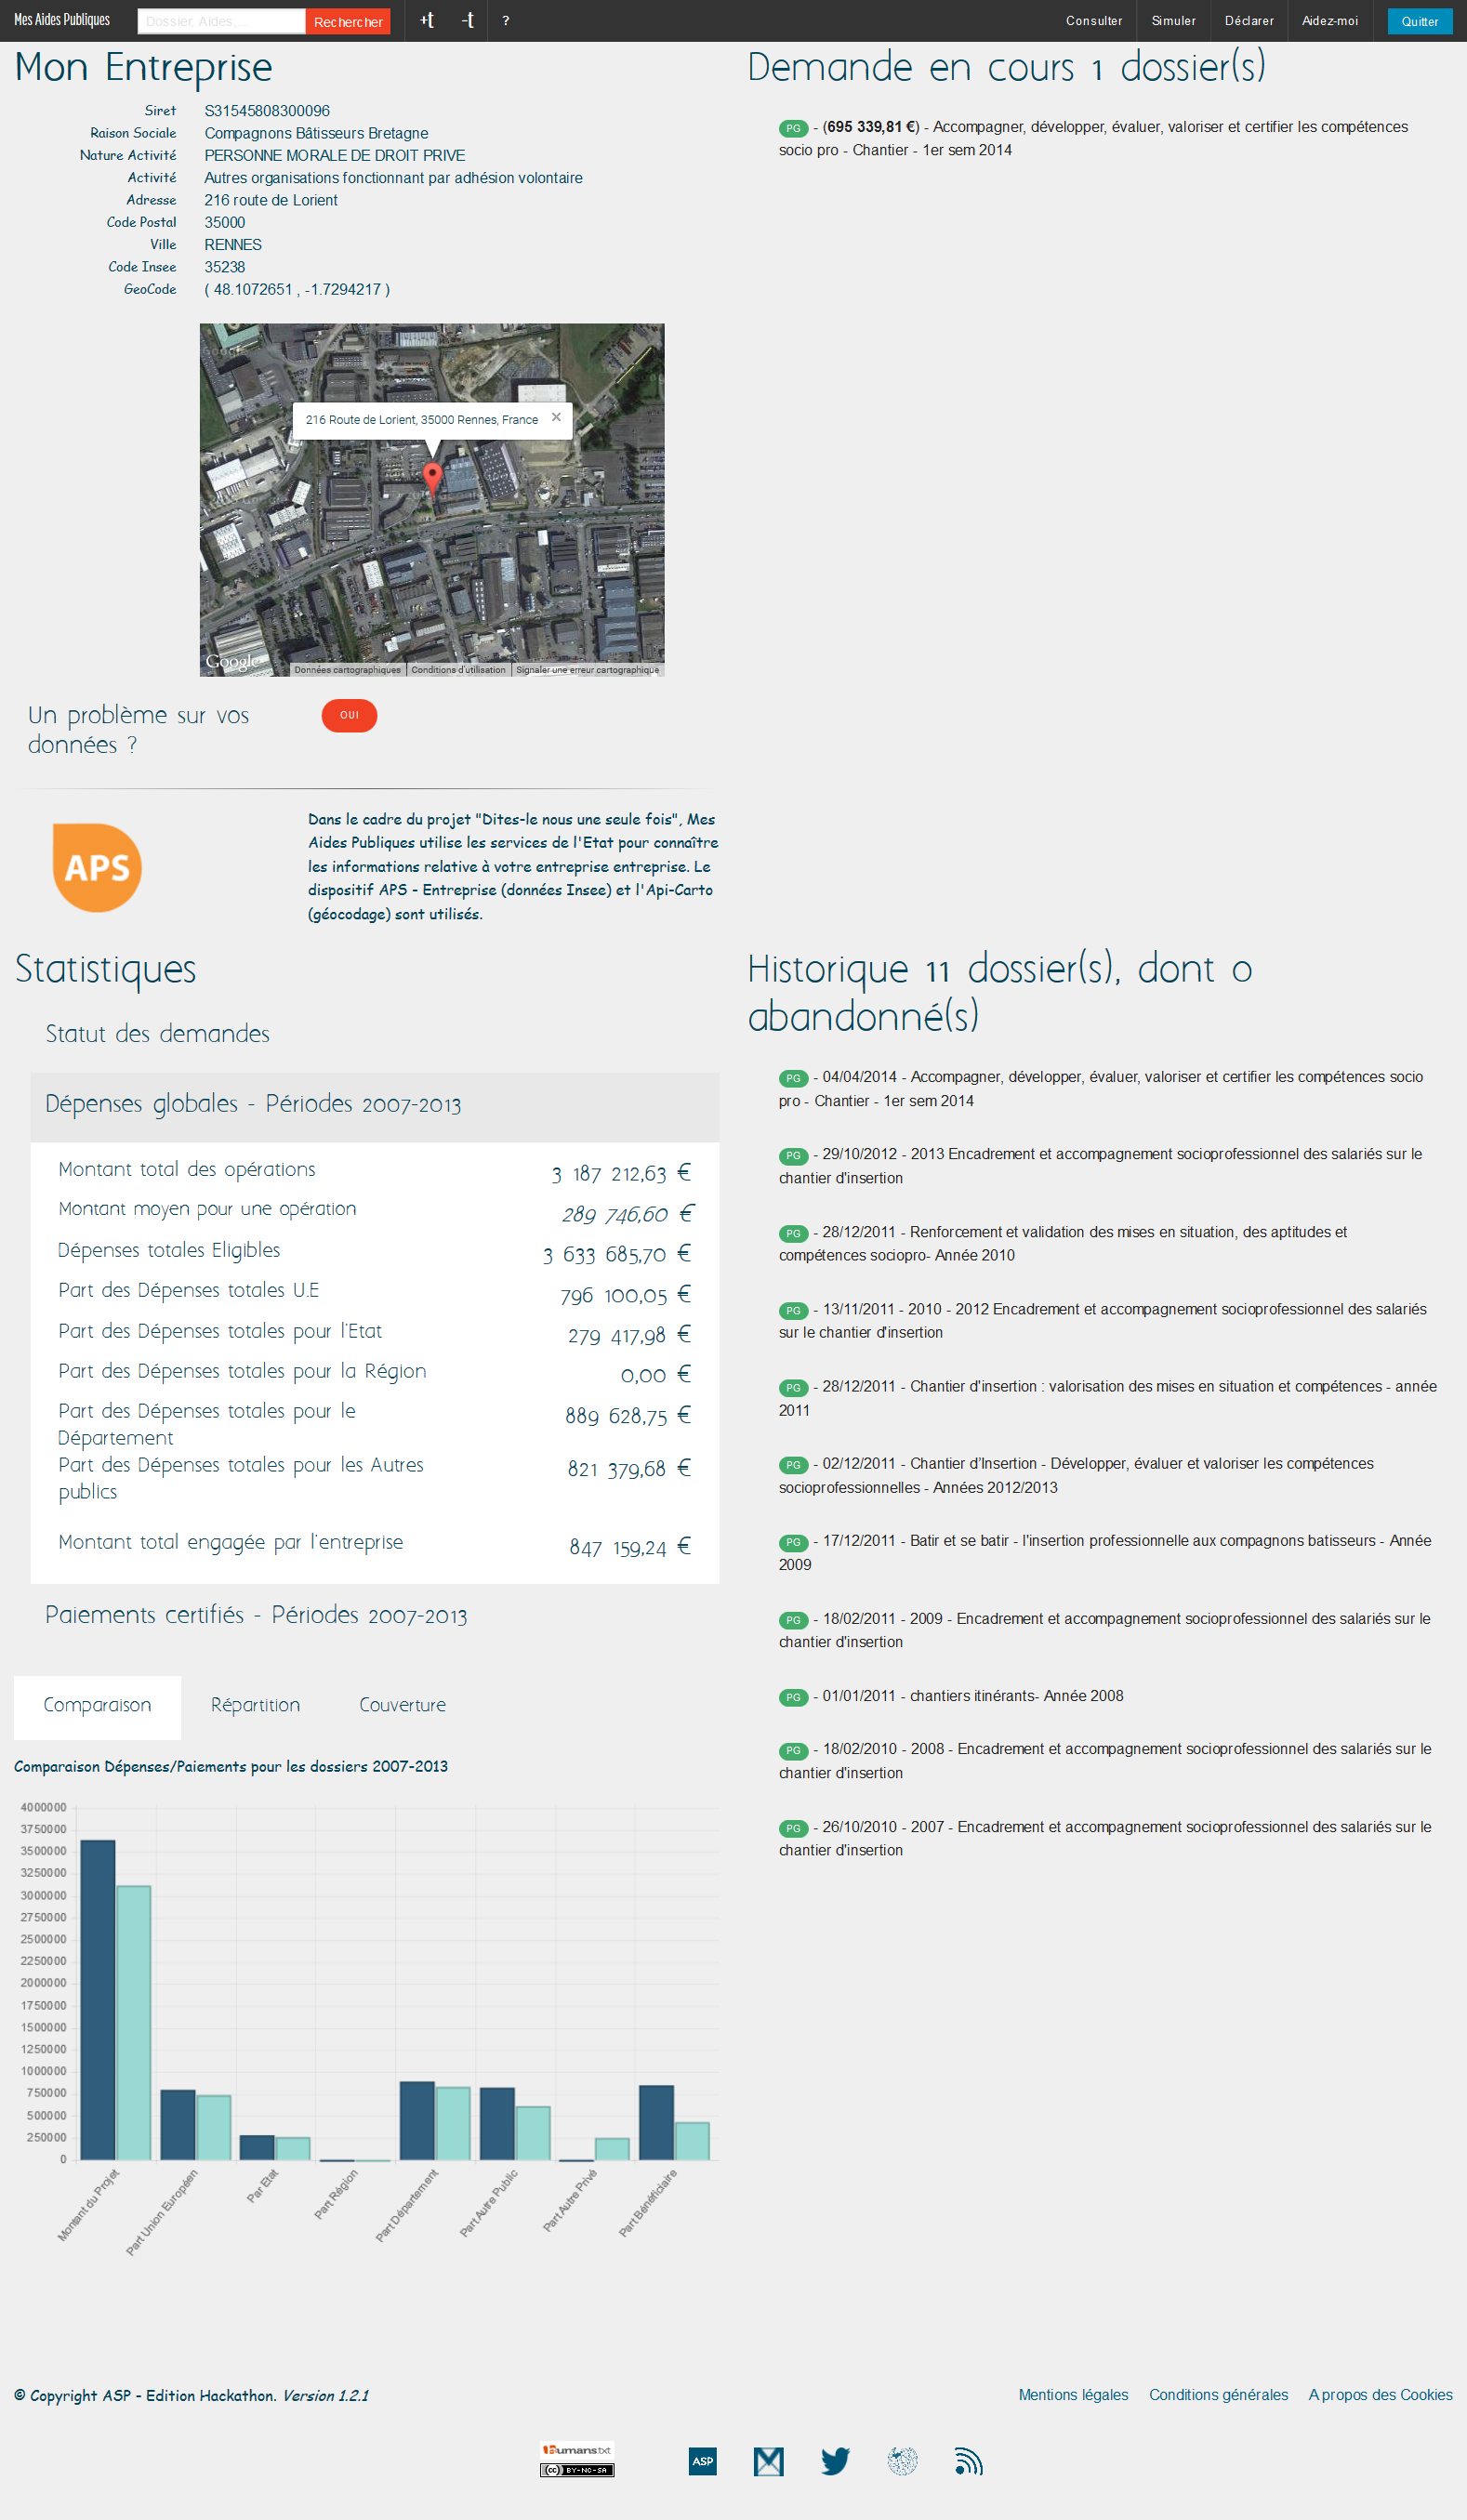 Mes Aides Publiques
Dossier, Aides,...
Rechercher
+t
-t
?
Consulter
Simuler
Déclarer
Aidez-moi
Quitter
Mon Entreprise
Siret S31545808300096
Raison Sociale Compagnons Bâtisseurs Bretagne
Nature Activité PERSONNE MORALE DE DROIT PRIVE
Activité Autres organisations fonctionnant par adhésion volontaire
Adresse 216 route de Lorient
Code Postal 35000
Ville RENNES
Code Insee 35238
GeoCode ( 48.1072651 , -1.7294217 )
216 Route de Lorient, 35000 Rennes, France
Google
Données cartographiques
Conditions d'utilisation
Signaler une erreur cartographique
Un problème sur vos
données ?
OUI
APS
Dans le cadre du projet "Dites-le nous une seule fois", Mes
Aides Publiques utilise les services de l'Etat pour connaître
les informations relative à votre entreprise entreprise. Le
dispositif APS - Entreprise (données Insee) et l'Api-Carto
(géocodage) sont utilisés.
Demande en cours 1 dossier(s)
PG - (695 339,81 €) - Accompagner, développer, évaluer, valoriser et certifier les compétences
socio pro - Chantier - 1er sem 2014
Statistiques
Statut des demandes
Dépenses globales - Périodes 2007-2013
Montant total des opérations 3 187 212,63 €
Montant moyen pour une opération 289 746,60 €
Dépenses totales Eligibles 3 633 685,70 €
Part des Dépenses totales U.E 796 100,05 €
Part des Dépenses totales pour l'Etat 279 417,98 €
Part des Dépenses totales pour la Région 0,00 €
Part des Dépenses totales pour le 889 628,75 €
Département
Part des Dépenses totales pour les Autres 821 379,68 €
publics
Montant total engagée par l'entreprise 847 159,24 €
Paiements certifiés - Périodes 2007-2013
Comparaison
Répartition
Couverture
Comparaison Dépenses/Paiements pour les dossiers 2007-2013
4000000
3750000
3500000
3250000
3000000
2750000
2500000
2250000
2000000
1750000
1500000
1250000
1000000
750000
500000
250000
0
Montant du Projet
Part Union Européen
Par Etat
Part Région
Part Département
Part Autre Public
Part Autre Privé
Part Bénéficiaire
Historique 11 dossier(s), dont 0
abandonné(s)
PG - 04/04/2014 - Accompagner, développer, évaluer, valoriser et certifier les compétences socio
pro - Chantier - 1er sem 2014
PG - 29/10/2012 - 2013 Encadrement et accompagnement socioprofessionnel des salariés sur le
chantier d'insertion
PG - 28/12/2011 - Renforcement et validation des mises en situation, des aptitudes et
compétences sociopro- Année 2010
PG - 13/11/2011 - 2010 - 2012 Encadrement et accompagnement socioprofessionnel des salariés
sur le chantier d'insertion
PG - 28/12/2011 - Chantier d'insertion : valorisation des mises en situation et compétences - année
2011
PG - 02/12/2011 - Chantier d'Insertion - Développer, évaluer et valoriser les compétences
socioprofessionnelles - Années 2012/2013
PG - 17/12/2011 - Batir et se batir - l'insertion professionnelle aux compagnons batisseurs - Année
2009
PG - 18/02/2011 - 2009 - Encadrement et accompagnement socioprofessionnel des salariés sur le
chantier d'insertion
PG - 01/01/2011 - chantiers itinérants- Année 2008
PG - 18/02/2010 - 2008 - Encadrement et accompagnement socioprofessionnel des salariés sur le
chantier d'insertion
PG - 26/10/2010 - 2007 - Encadrement et accompagnement socioprofessionnel des salariés sur le
chantier d'insertion
© Copyright ASP - Edition Hackathon. Version 1.2.1
Mentions légales
Conditions générales
A propos des Cookies
humans.txt
(cc) BY-NC-SA
ASP